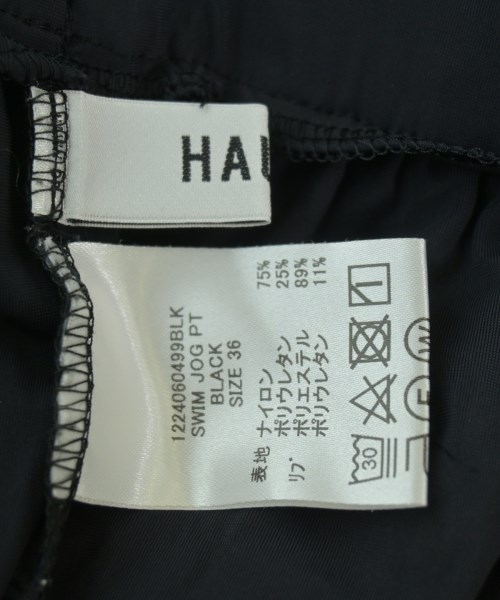 HAU
1224060499BLK
SWIM JOG PT
BLACK
SIZE 36
表地 ナイロン 75%
ポリウレタン 25%
リブ ポリエステル 89%
ポリウレタン 11%
30
F W